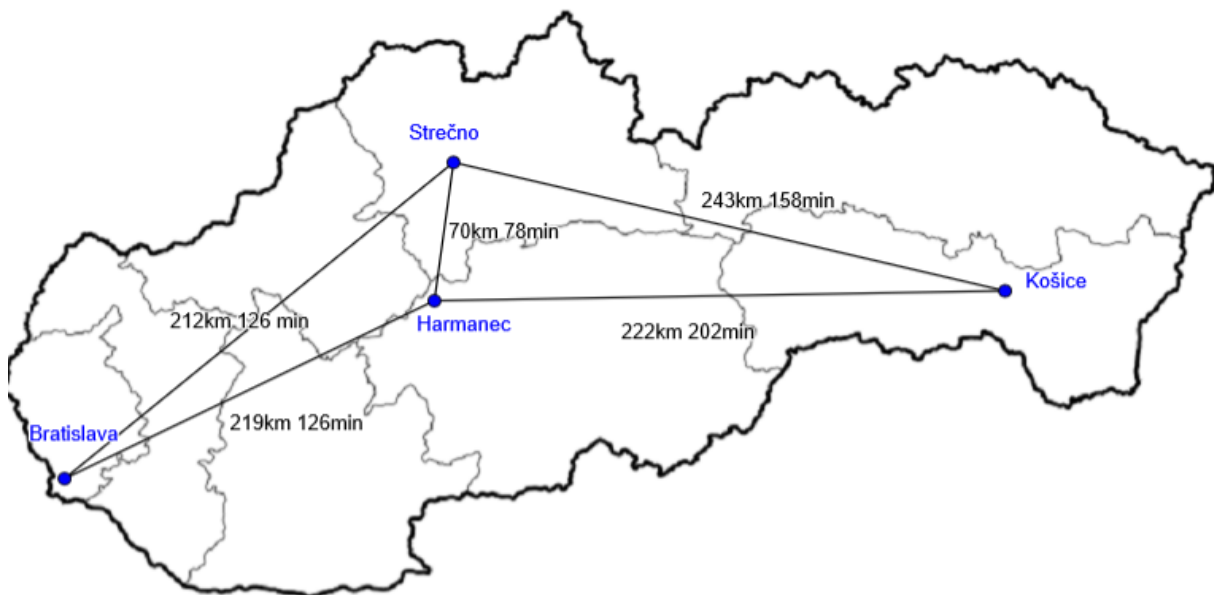 Strečno
243km 158min
70km 78min
Košice
212km 126 min
Harmanec
222km 202min
219km 126min
Bratislava